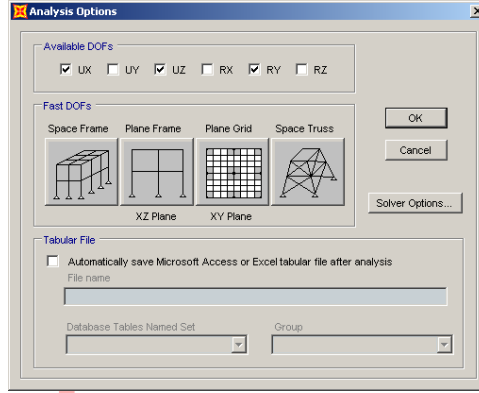 Analysis Options
Available DOFs
UX UY UZ RX RY RZ
Fast DOFs
Space Frame Plane Frame Plane Grid Space Truss
XZ Plane XY Plane
OK
Cancel
Solver Options...
Tabular File
Automatically save Microsoft Access or Excel tabular file after analysis
File name
Database Tables Named Set Group